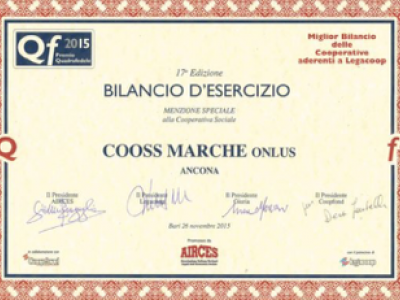 Qf 2015
Premio
Quadrofedele
17ª Edizione
BILANCIO D'ESERCIZIO
MENZIONE SPECIALE
alla Cooperativa Sociale
Miglior Bilancio
delle
Cooperative
aderenti a Legacoop
COOSS MARCHE ONLUS
ANCONA
Il Presidente
AIRCES
Il Presidente
Legacoop
Il Presidente
Giuria
Il Presidente
Coopfond
Bari 26 novembre 2015
Promosso da
AIRCES
Coopfond
Legacoop